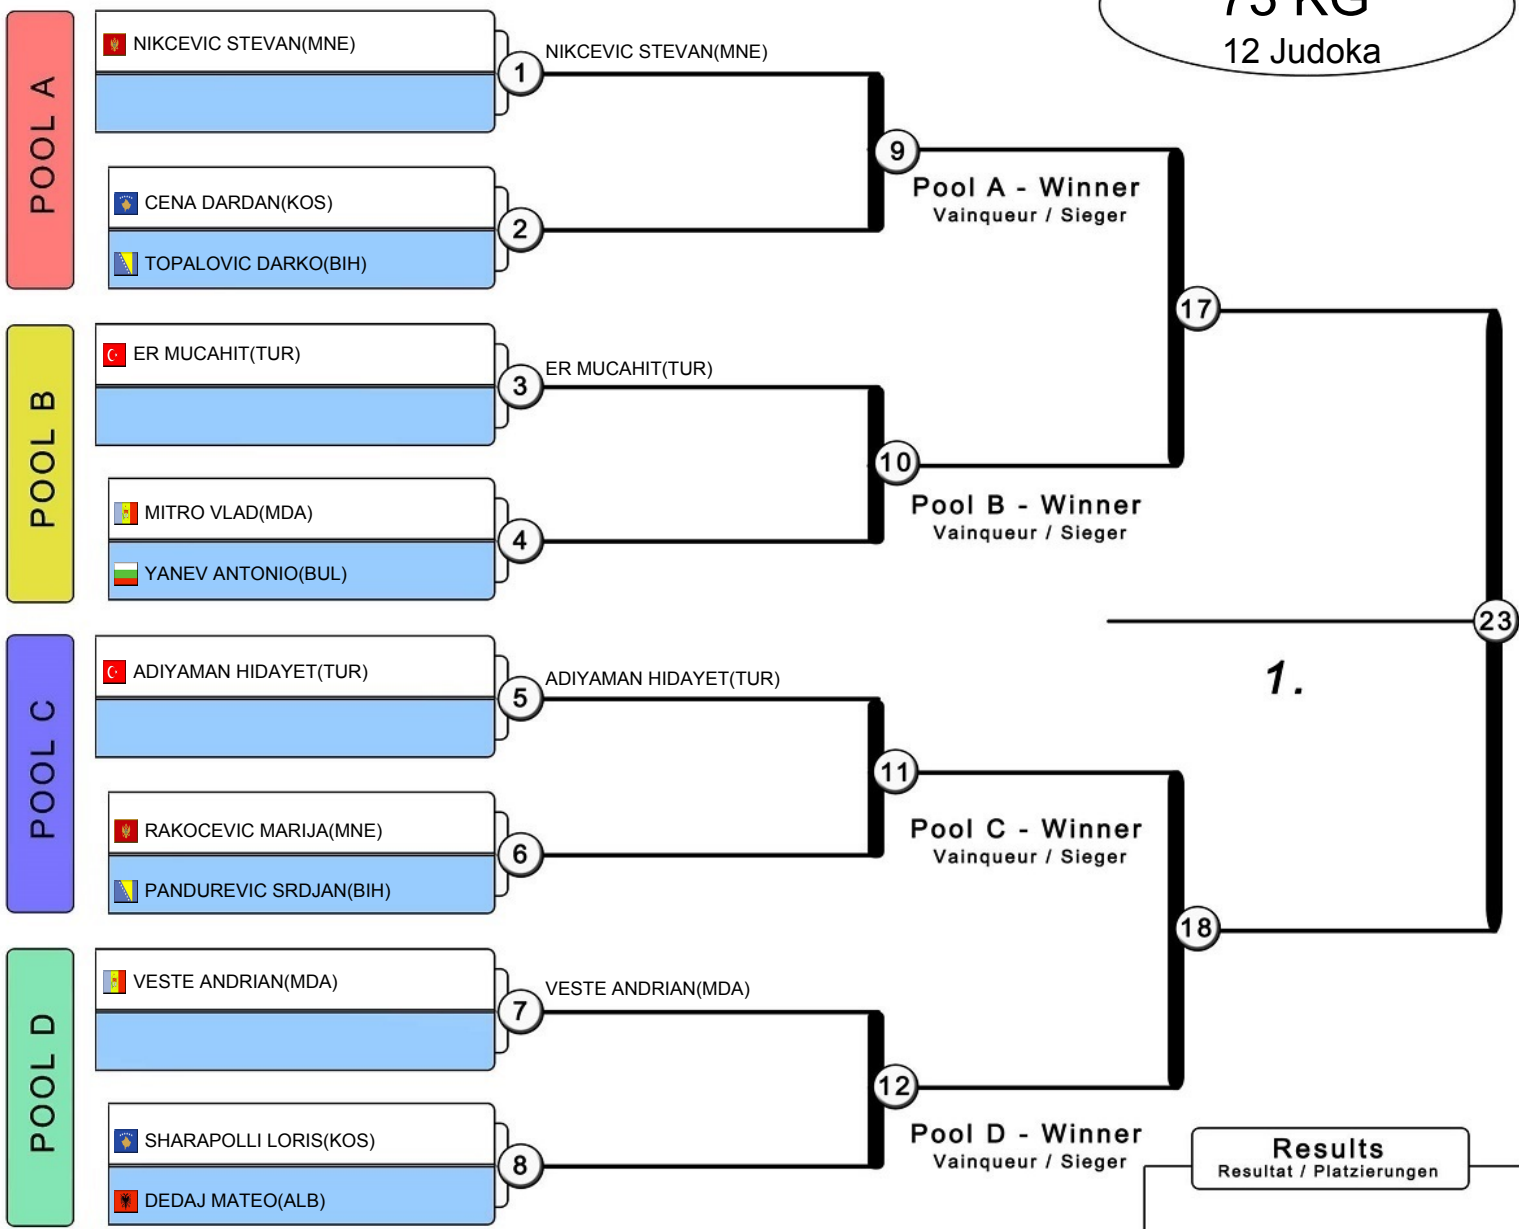 73 KG
12 Judoka
POOL A
NIKCEVIC STEVAN(MNE)
1
NIKCEVIC STEVAN(MNE)
CENA DARDAN(KOS)
2
TOPALOVIC DARKO(BIH)
9
Pool A - Winner
Vainqueur / Sieger
17
POOL B
ER MUCAHIT(TUR)
3
ER MUCAHIT(TUR)
MITRO VLAD(MDA)
4
YANEV ANTONIO(BUL)
10
Pool B - Winner
Vainqueur / Sieger
23
1.
POOL C
ADIYAMAN HIDAYET(TUR)
5
ADIYAMAN HIDAYET(TUR)
RAKOCEVIC MARIJA(MNE)
6
PANDUREVIC SRDJAN(BIH)
11
Pool C - Winner
Vainqueur / Sieger
18
POOL D
VESTE ANDRIAN(MDA)
7
VESTE ANDRIAN(MDA)
SHARAPOLLI LORIS(KOS)
8
DEDAJ MATEO(ALB)
12
Pool D - Winner
Vainqueur / Sieger
Results
Resultat / Platzierungen